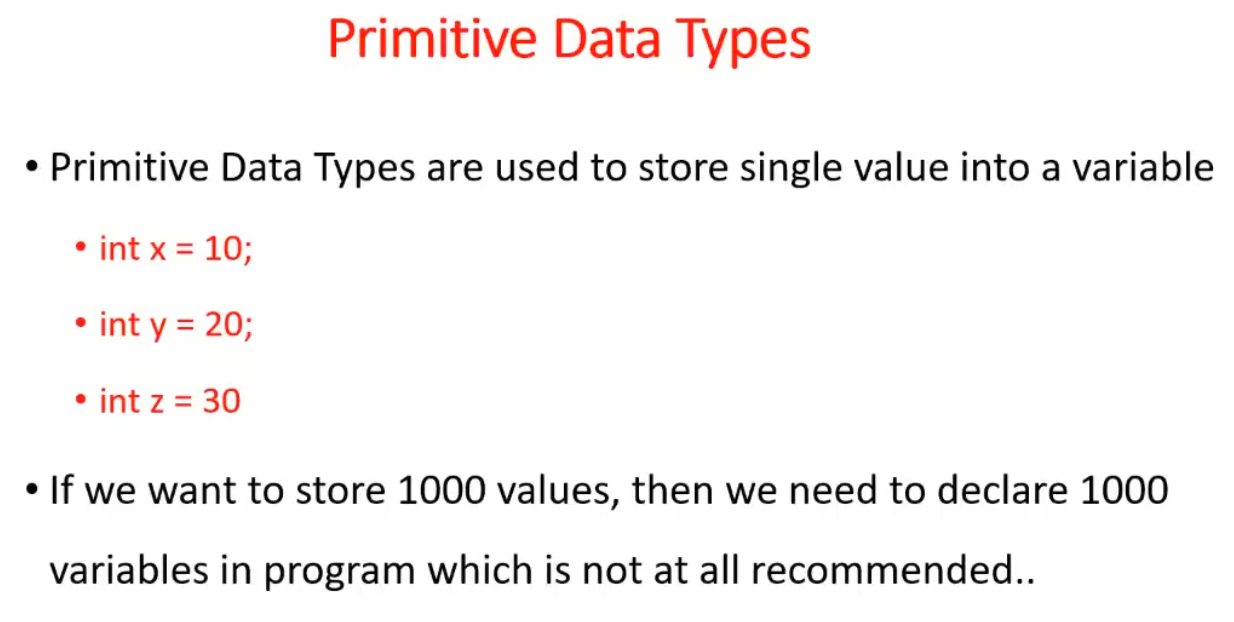 Primitive Data Types
• Primitive Data Types are used to store single value into a variable
• int x = 10;
• int y = 20;
• int z = 30
• If we want to store 1000 values, then we need to declare 1000
variables in program which is not at all recommended..